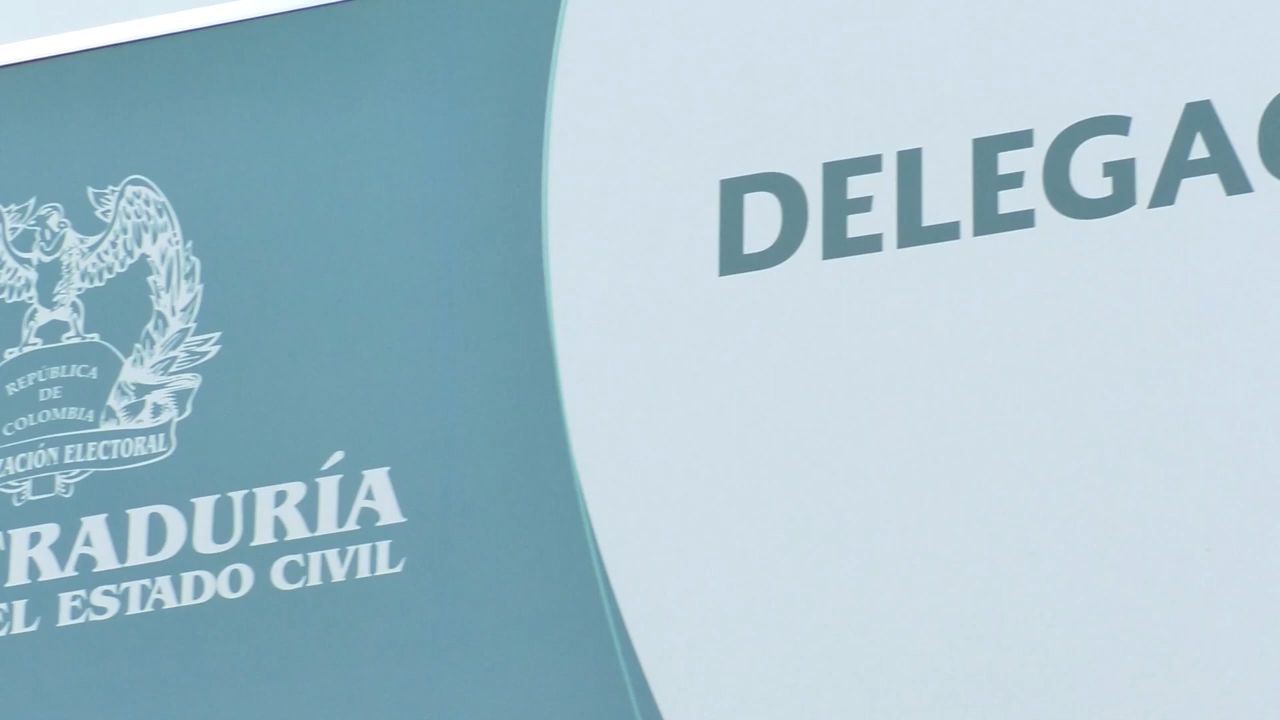 REPÚBLICA
DE
COLOMBIA
ZACIÓN ELECTORAL
TRADURÍA
EL ESTADO CIVIL
DELEGAC